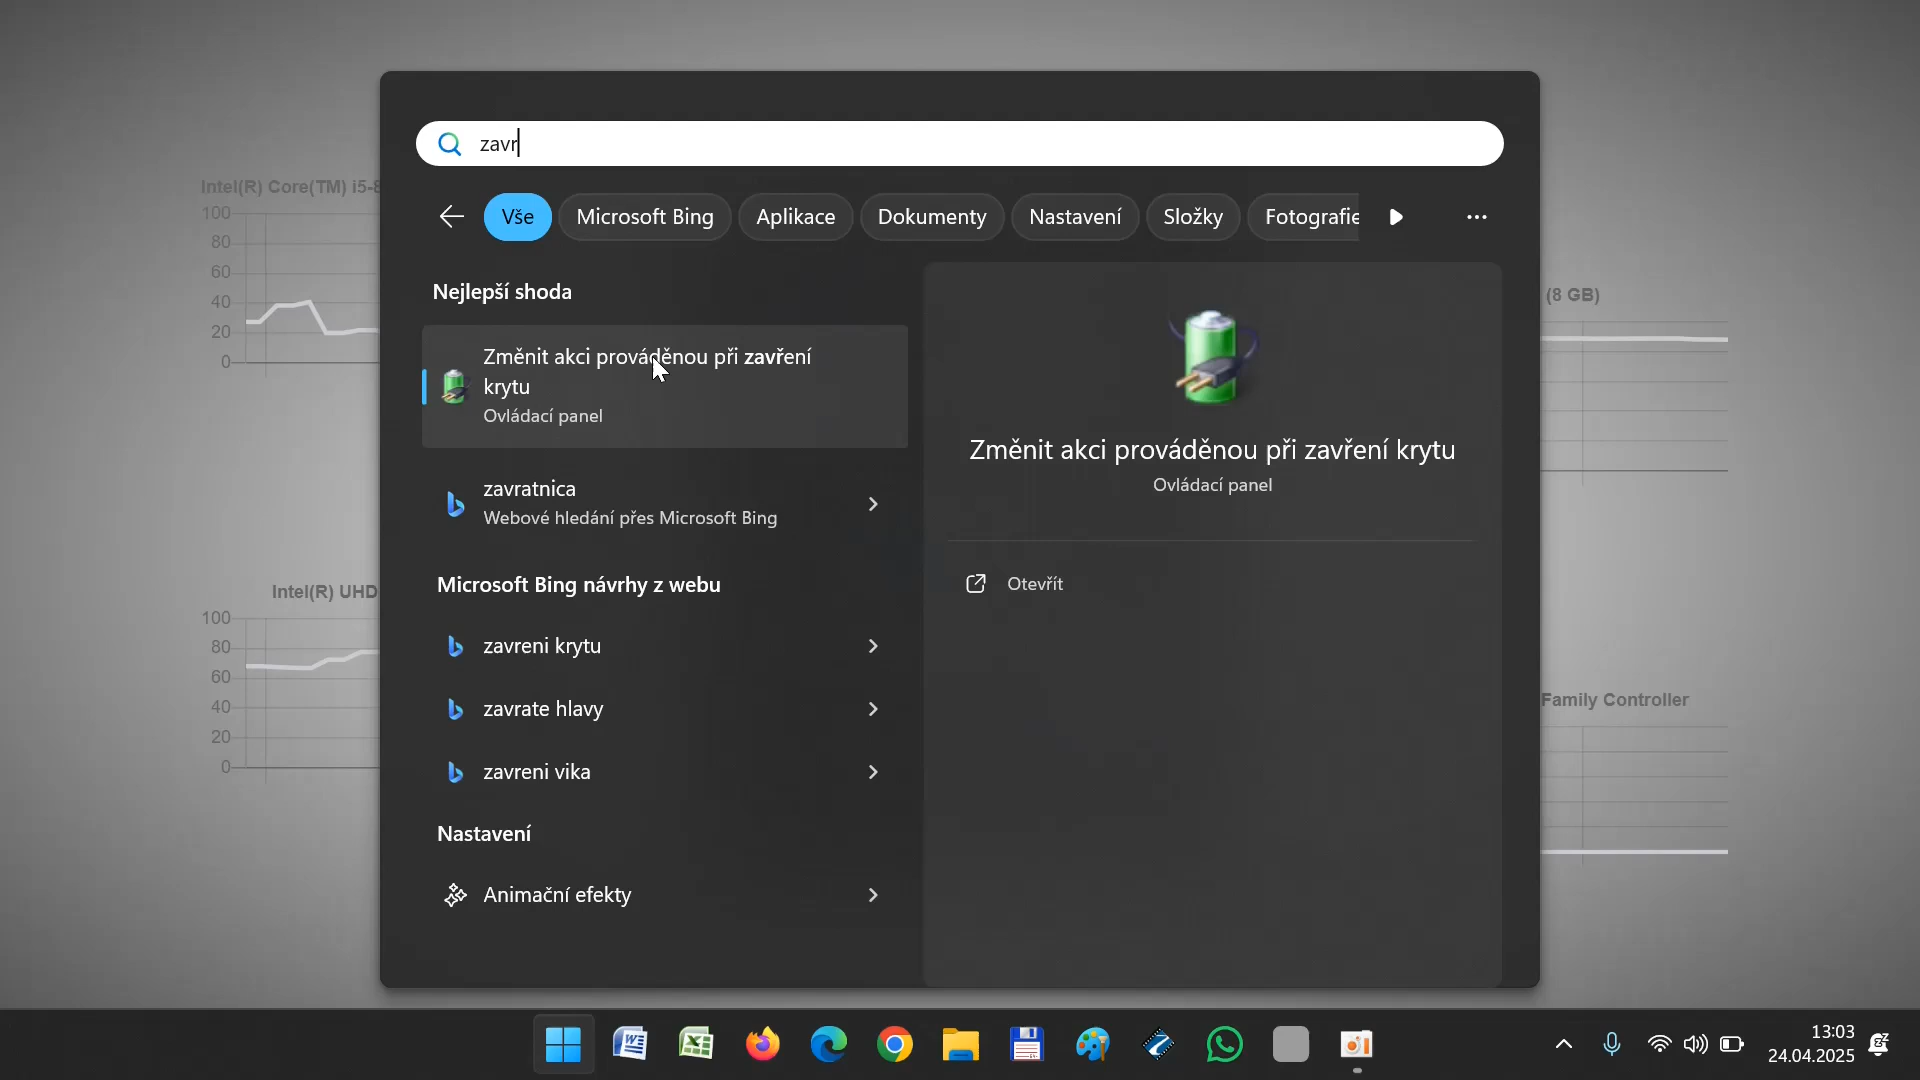 zavr
Vše
Microsoft Bing
Aplikace
Dokumenty
Nastavení
Složky
Fotografie
Nejlepší shoda
Změnit akci prováděnou při zavření
krytu
Ovládací panel
zavratnica
Webové hledání přes Microsoft Bing
Microsoft Bing návrhy z webu
zavreni krytu
zavrate hlavy
zavreni vika
Nastavení
Animační efekty
Změnit akci prováděnou při zavření krytu
Ovládací panel
Otevřít
Intel(R) Core(TM) i5-8
100
80
60
40
20
0
Intel(R) UHD
100
80
60
40
20
0
(8 GB)
Family Controller
13:03
24.04.2025